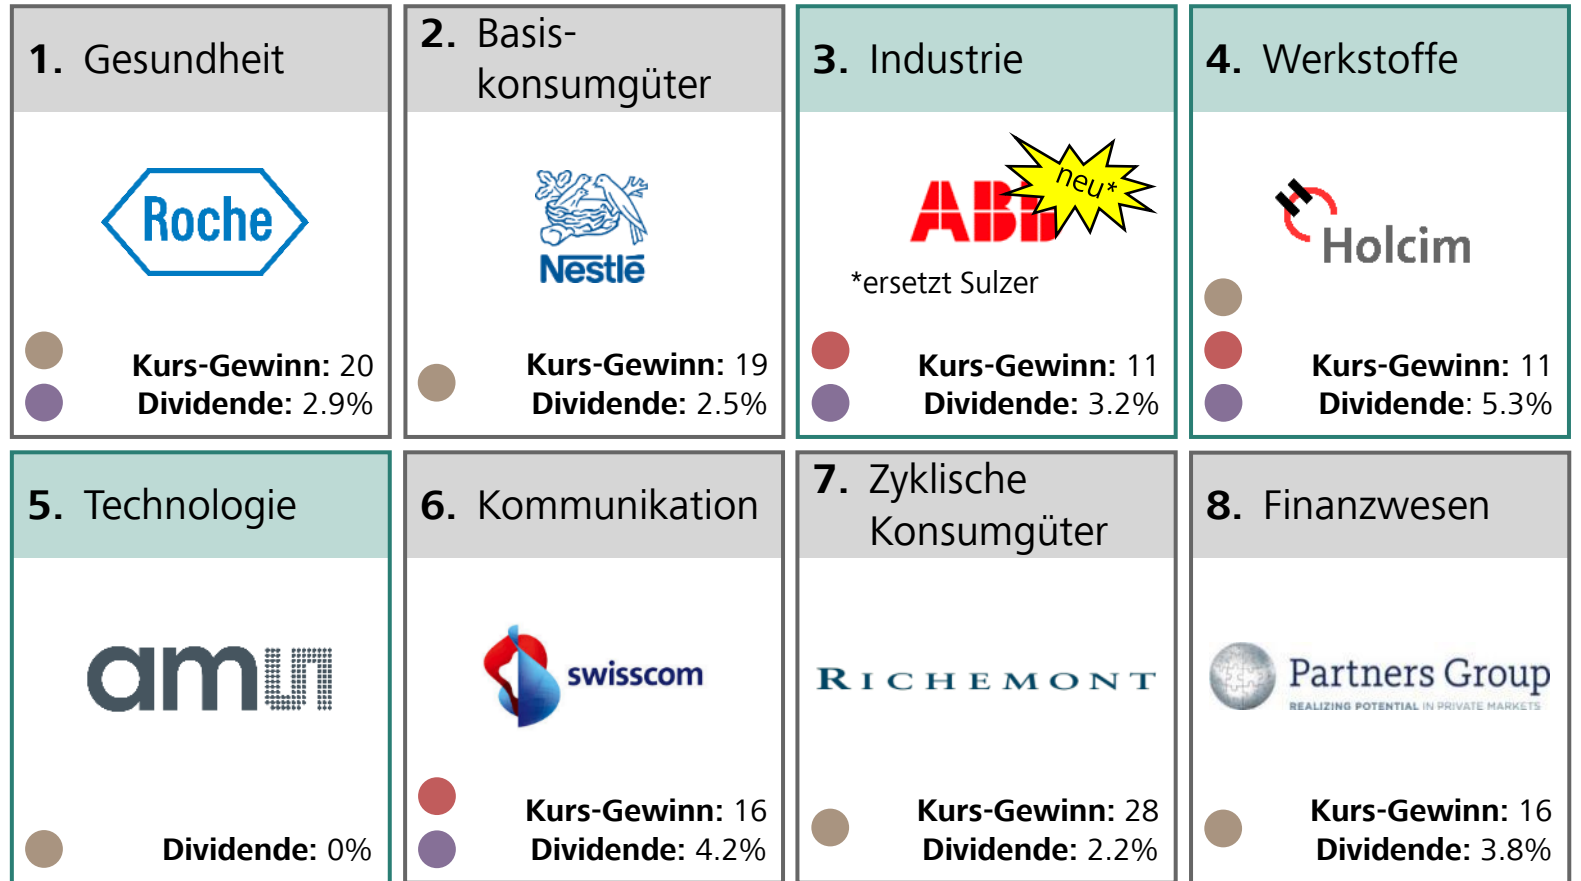 1. Gesundheit
Roche
Kurs-Gewinn: 20
Dividende: 2.9%
2. Basis-
konsumgüter
Nestlé
Kurs-Gewinn: 19
Dividende: 2.5%
3. Industrie
ABB
neu*
*ersetzt Sulzer
Kurs-Gewinn: 11
Dividende: 3.2%
4. Werkstoffe
Holcim
Kurs-Gewinn: 11
Dividende: 5.3%
5. Technologie
amu
Dividende: 0%
6. Kommunikation
swisscom
Kurs-Gewinn: 16
Dividende: 4.2%
7. Zyklische
Konsumgüter
RICHEMONT
Kurs-Gewinn: 28
Dividende: 2.2%
8. Finanzwesen
Partners Group
REALIZING POTENTIAL IN PRIVATE MARKETS
Kurs-Gewinn: 16
Dividende: 3.8%